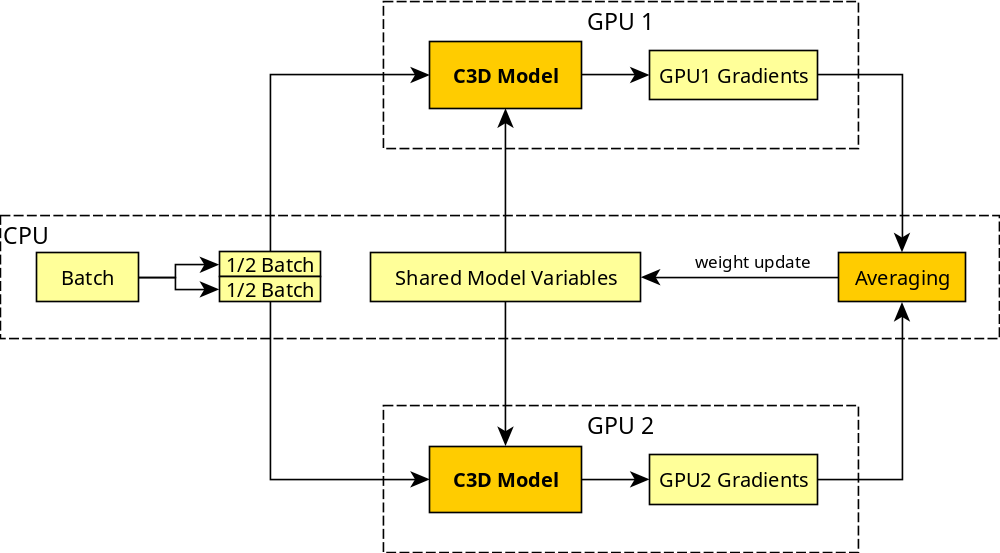 GPU 1
C3D Model
GPU1 Gradients
CPU
Batch
1/2 Batch
1/2 Batch
Shared Model Variables
weight update
Averaging
GPU 2
C3D Model
GPU2 Gradients